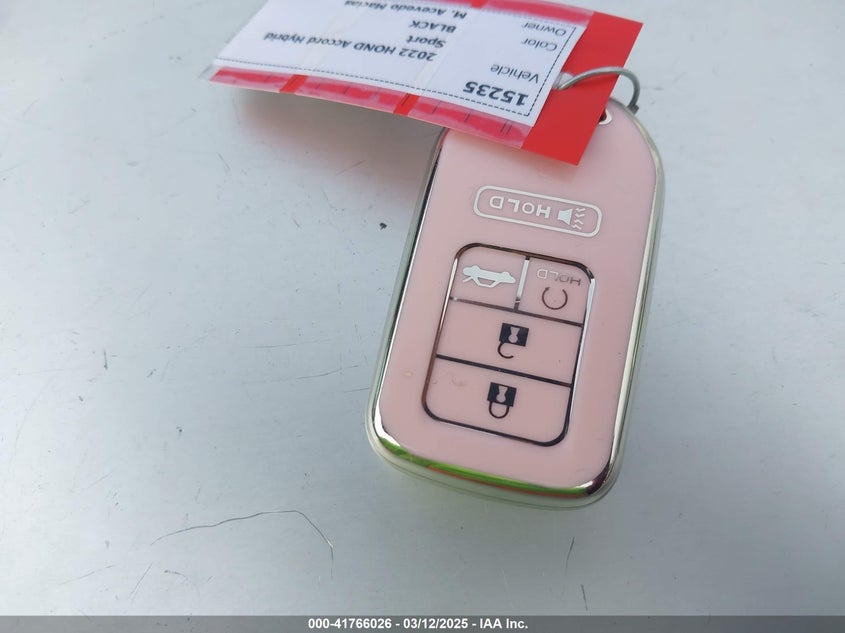 15235
Vehicle
2022 HOND Accord Hybrid
Sport
Color
BLACK
Owner
M. Acevedo Macias
HOLD
HOLD
000-41766026 - 03/12/2025 - IAA Inc.